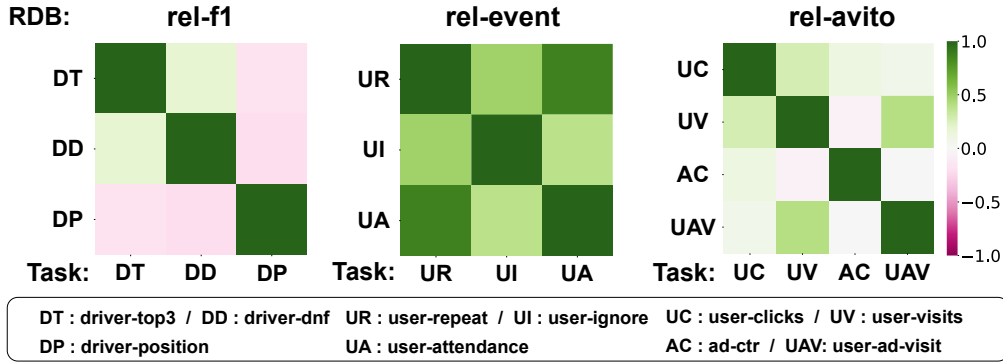 RDB: rel-f1 rel-event rel-avito
DT
DD
DP
Task: DT DD DP
UR
UI
UA
Task: UR UI UA
UC
UV
AC
UAV
Task: UC UV AC UAV
1.0
0.5
0.0
−0.5
−1.0
DT : driver-top3 / DD : driver-dnf UR : user-repeat / UI : user-ignore UC : user-clicks / UV : user-visits
DP : driver-position UA : user-attendance AC : ad-ctr / UAV: user-ad-visit